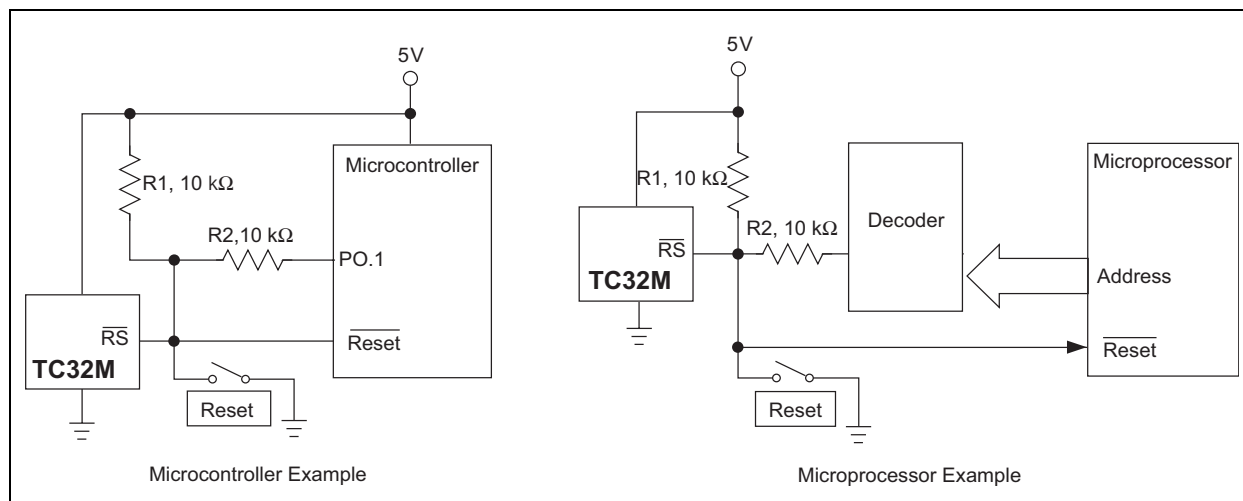 5V
Microcontroller
R1, 10 kΩ
R2,10 kΩ
PO.1
RS
TC32M
Reset
Reset
Microcontroller Example
5V
Microprocessor
R1, 10 kΩ
Decoder
R2, 10 kΩ
RS
TC32M
Address
Reset
Reset
Microprocessor Example